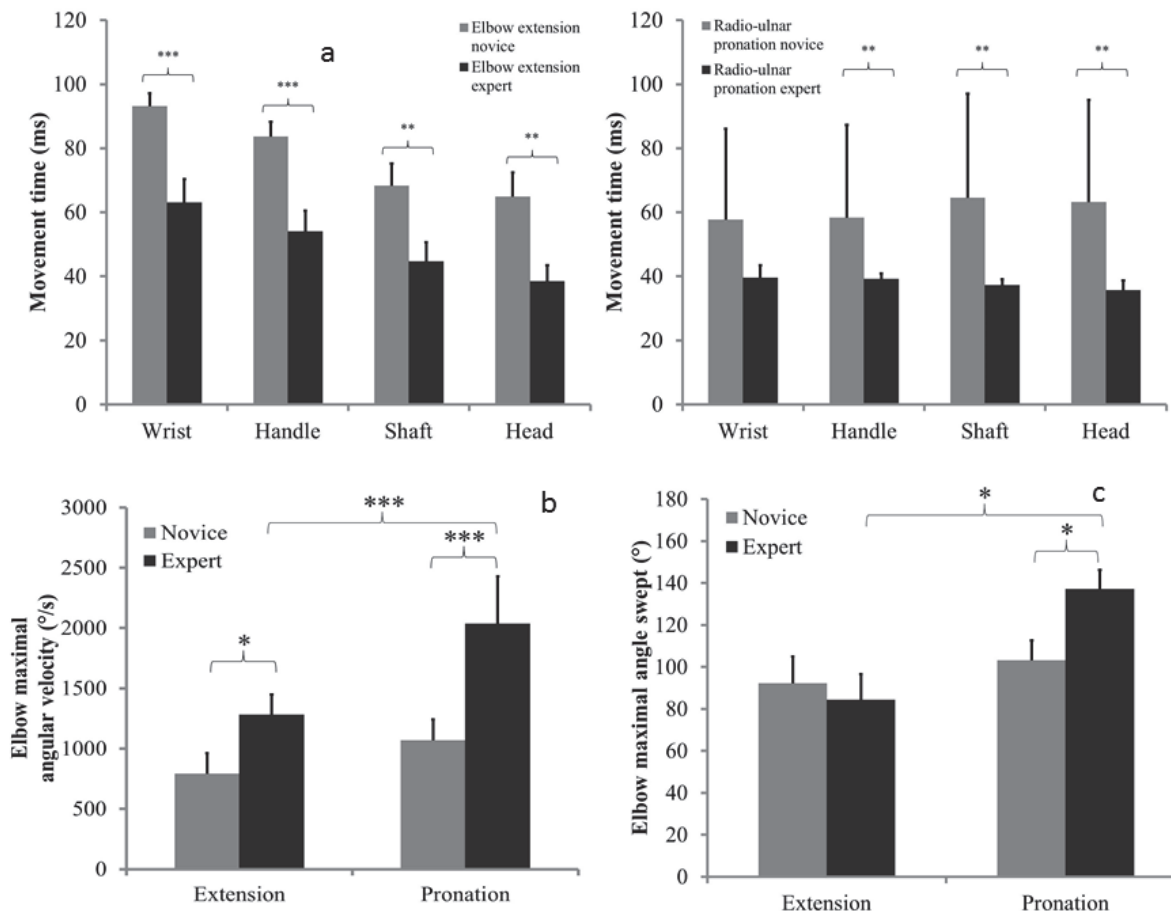 120
100
80
60
40
20
0
Movement time (ms)
a
Elbow extension
novice
Elbow extension
expert
***
***
**
**
Wrist Handle Shaft Head
120
100
80
60
40
20
0
Movement time (ms)
Radio-ulnar
pronation novice
Radio-ulnar
pronation expert
**
**
**
Wrist Handle Shaft Head
3000
2500
2000
1500
1000
500
0
Elbow maximal
angular velocity (°/s)
Novice
Expert
b
***
***
*
Extension Pronation
180
160
140
120
100
80
60
40
20
0
Elbow maximal angle swept (°)
Novice
Expert
c
*
*
Extension Pronation